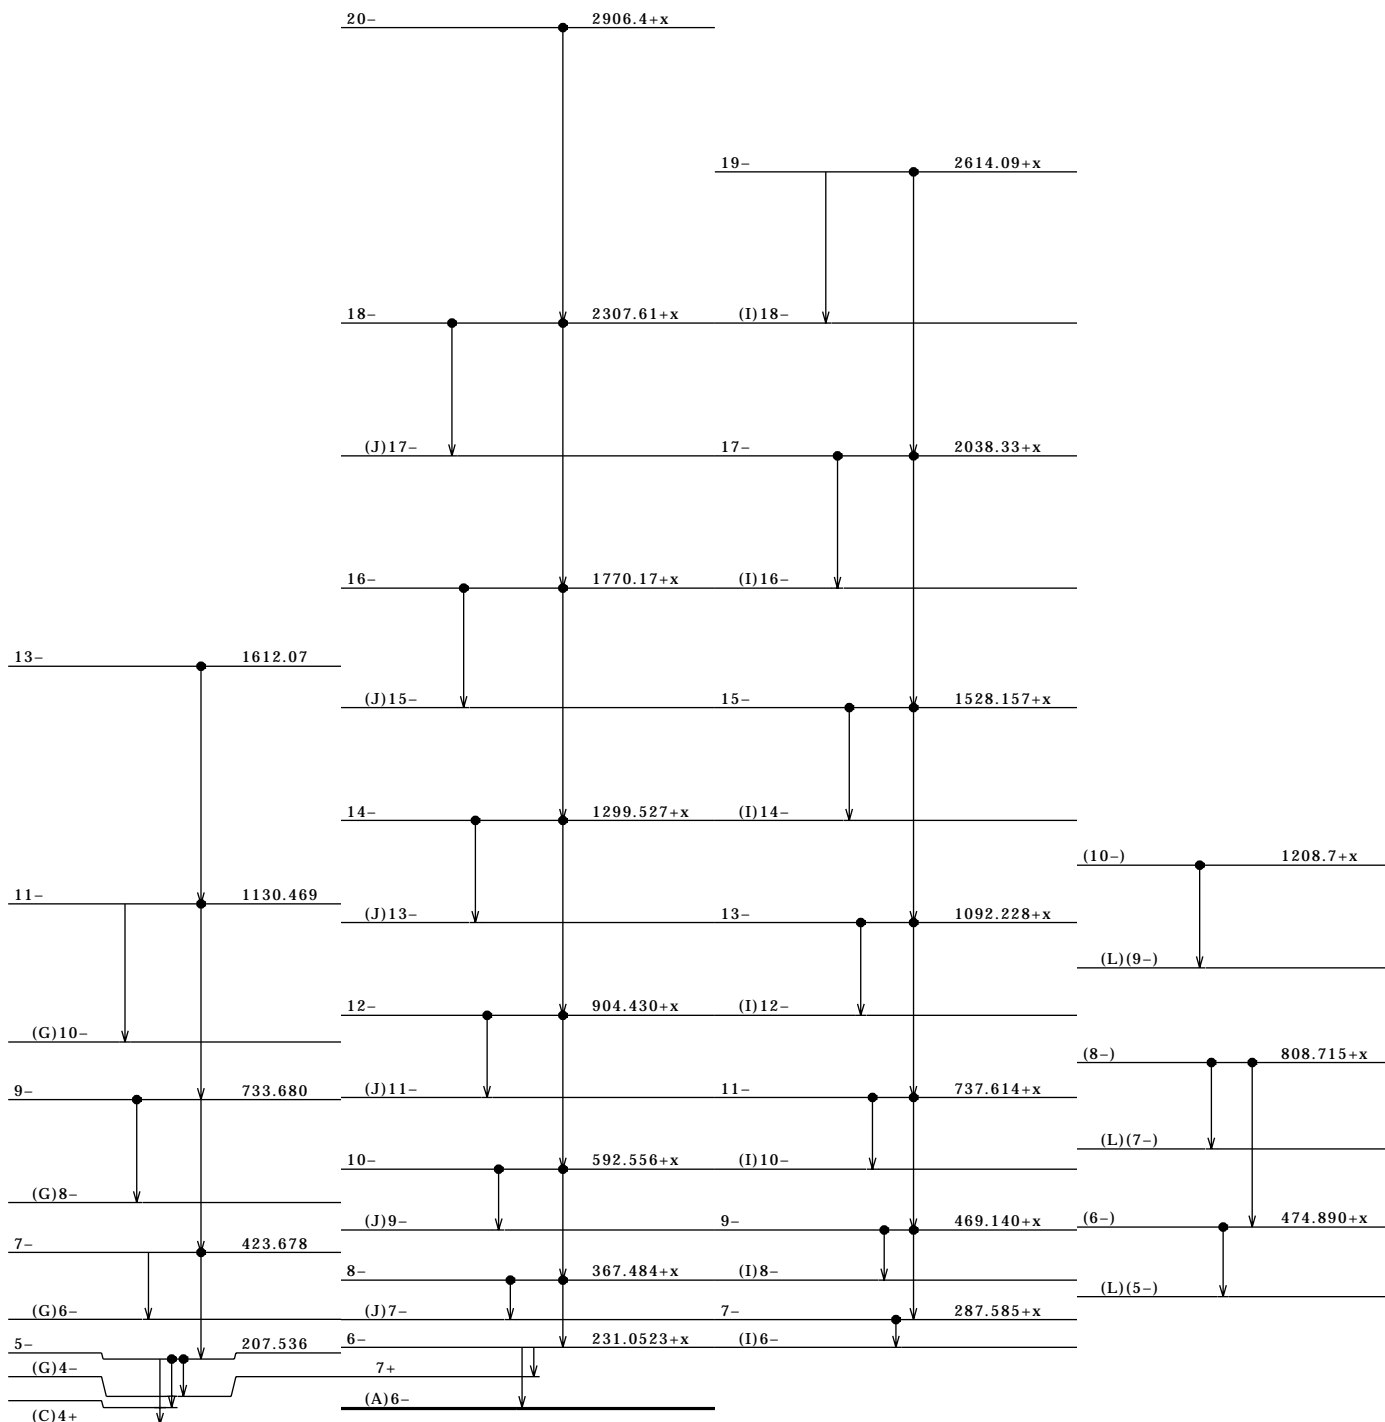 20− 2906.4+x
19− 2614.09+x
18− 2307.61+x (I)18−
(J)17− 17− 2038.33+x
16− 1770.17+x (I)16−
13− 1612.07
(J)15− 15− 1528.157+x
14− 1299.527+x (I)14−
(10−) 1208.7+x
11− 1130.469
(J)13− 13− 1092.228+x
(L)(9−)
12− 904.430+x (I)12−
(G)10−
(8−) 808.715+x
9− 733.680 (J)11− 11− 737.614+x
(L)(7−)
10− 592.556+x (I)10−
(G)8−
(J)9− 9− 469.140+x (6−) 474.890+x
7− 423.678
8− 367.484+x (I)8−
(L)(5−)
(G)6− (J)7− 7− 287.585+x
5− 207.536 6− 231.0523+x (I)6−
(G)4− 7+
(A)6−
(C)4+